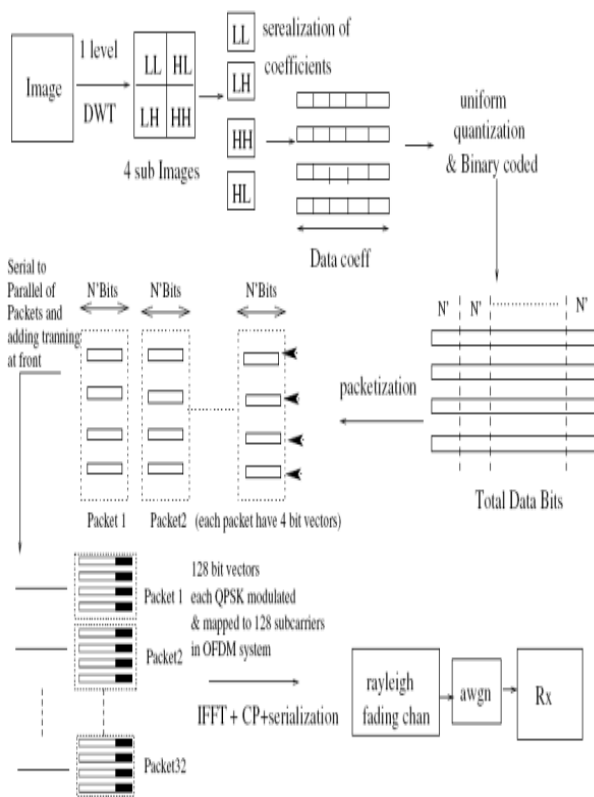 Image
1 level
DWT
LL HL
LH HH
4 sub Images
LL
LH
HH
HL
serealization of
coefficients
Data coeff
uniform
quantization
& Binary coded
Serial to
Parallel of
Packets and
adding tranning
at front
N'Bits N'Bits N'Bits
Packet 1 Packet2 (each packet have 4 bit vectors)
packetization
N' N' N'
Total Data Bits
Packet 1
Packet2
Packet32
128 bit vectors
each QPSK modulated
& mapped to 128 subcarriers
in OFDM system
IFFT + CP+serialization
rayleigh
fading chan
awgn
Rx